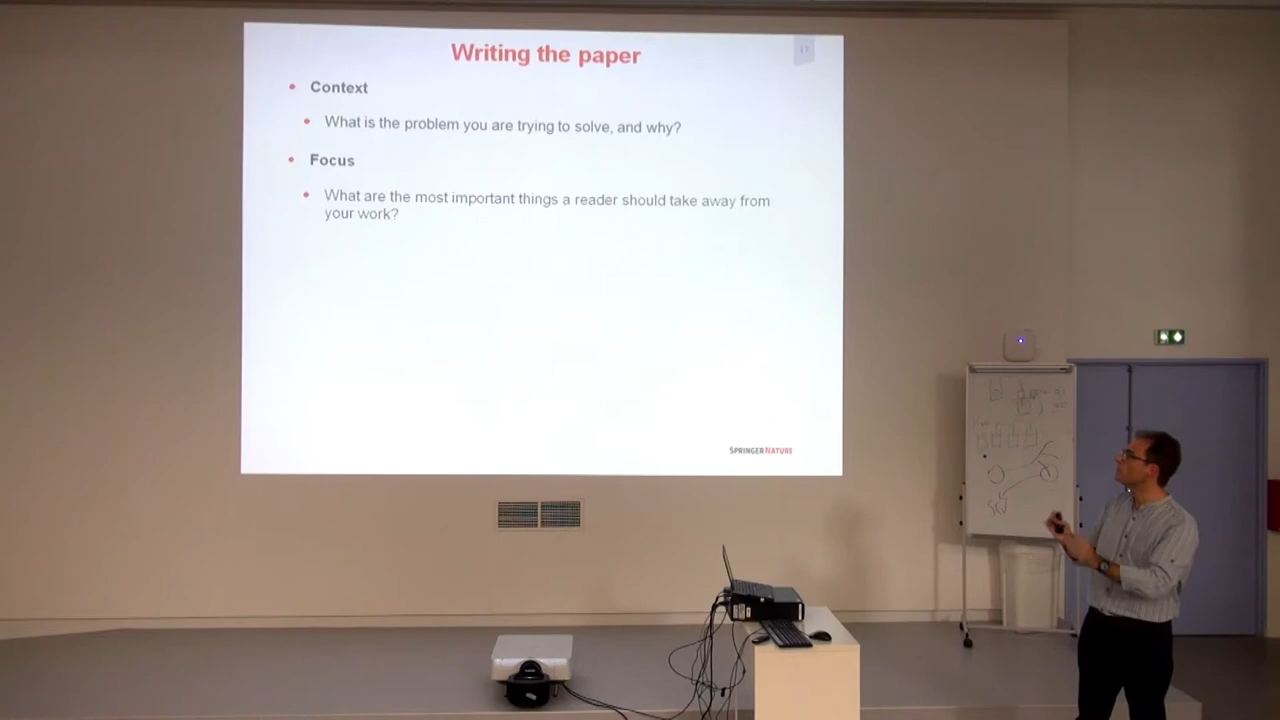 Writing the paper
17
• Context
• What is the problem you are trying to solve, and why?
• Focus
• What are the most important things a reader should take away from
your work?
SPRINGER NATURE